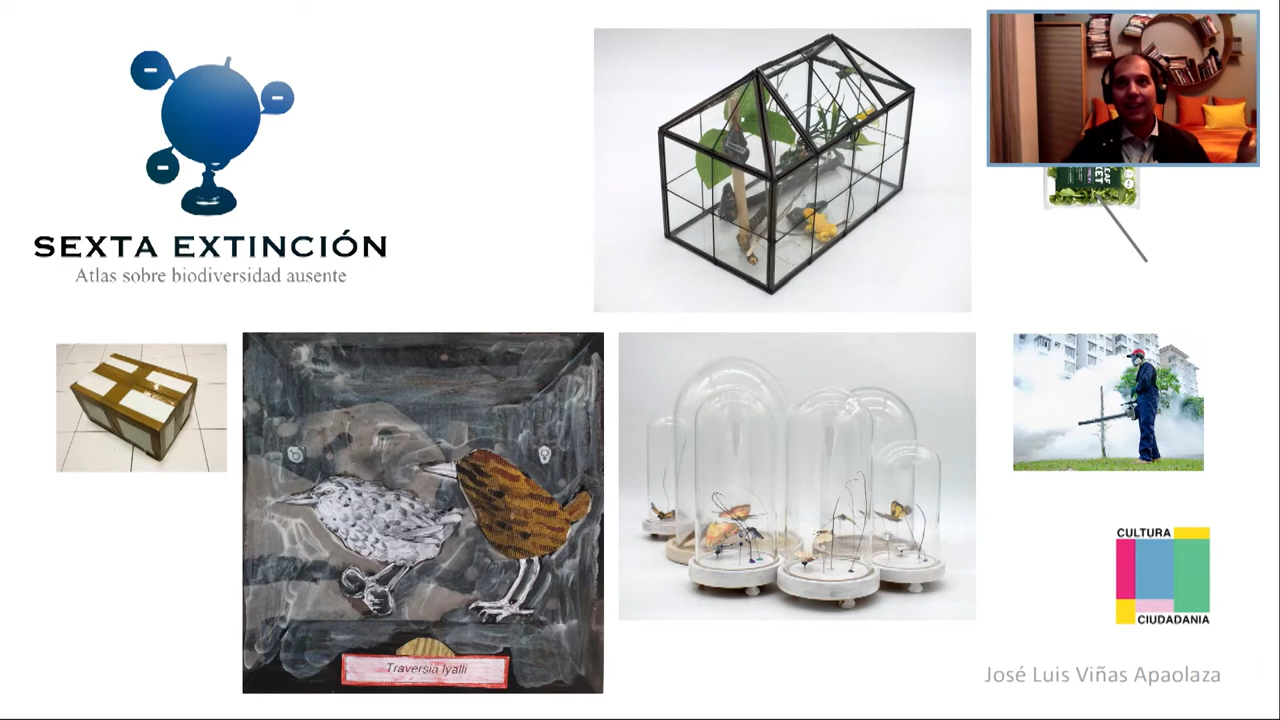 SEXTA EXTINCIÓN
Atlas sobre biodiversidad ausente
Traversia lyalli
CULTURA
CIUDADANIA
José Luis Viñas Apaolaza